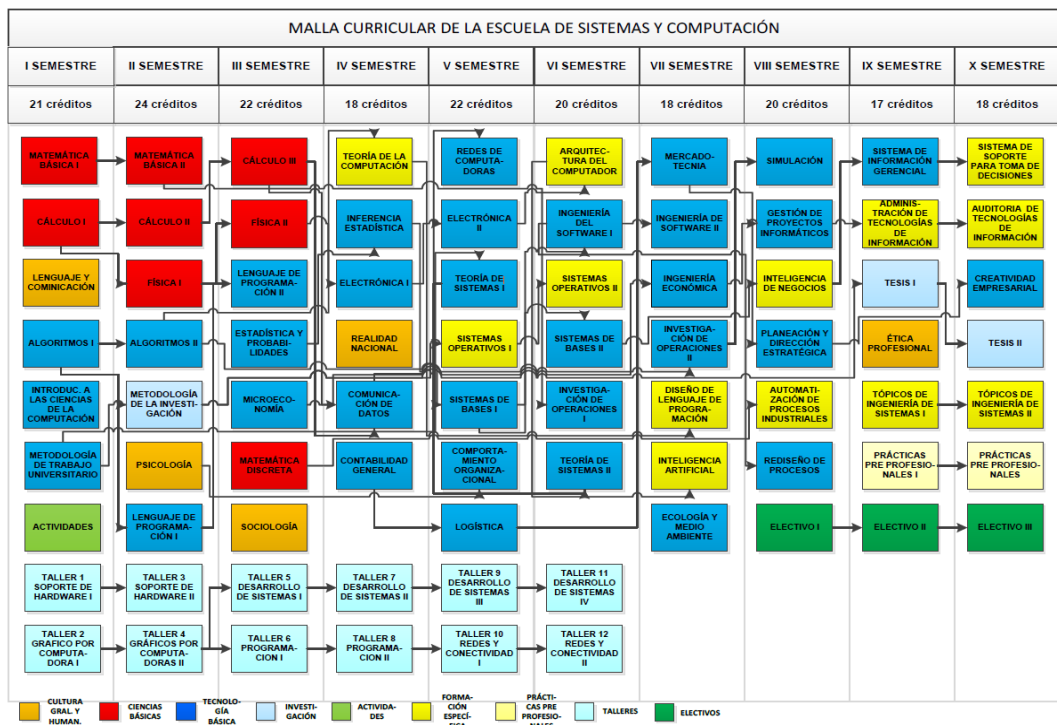 MALLA CURRICULAR DE LA ESCUELA DE SISTEMAS Y COMPUTACIÓN
I SEMESTRE II SEMESTRE III SEMESTRE IV SEMESTRE V SEMESTRE VI SEMESTRE VII SEMESTRE VIII SEMESTRE IX SEMESTRE X SEMESTRE
21 créditos 24 créditos 22 créditos 18 créditos 22 créditos 20 créditos 18 créditos 20 créditos 17 créditos 18 créditos
MATEMÁTICA
BÁSICA I
MATEMÁTICA
BÁSICA II
CÁLCULO III
TEORÍA DE LA
COMPUTACIÓN
REDES DE
COMPUTA-
DORAS
ARQUITEC-
TURA DEL
COMPUTADOR
MERCADO-
TECNIA
SIMULACIÓN
SISTEMA DE
INFORMACIÓN
GERENCIAL
SISTEMA DE
SOPORTE
PARA TOMA DE
DECISIONES
CÁLCULO I
CÁLCULO II
FÍSICA II
INFERENCIA
ESTADÍSTICA
ELECTRÓNICA
II
INGENIERÍA
DEL
SOFTWARE I
INGENIERÍA DE
SOFTWARE II
GESTIÓN DE
PROYECTOS
INFORMÁTICOS
ADMINIS-
TRACIÓN DE
TECNOLOGÍAS
DE
INFORMACIÓN
AUDITORIA DE
TECNOLOGÍAS
DE
INFORMACIÓN
LENGUAJE Y
COMINICACIÓN
FÍSICA I
LENGUAJE DE
PROGRAMA-
CIÓN II
ELECTRÓNICA I
TEORÍA DE
SISTEMAS I
SISTEMAS
OPERATIVOS II
INGENIERÍA
ECONÓMICA
INTELIGENCIA
DE NEGOCIOS
TESIS I
CREATIVIDAD
EMPRESARIAL
ALGORITMOS I
ALGORITMOS II
ESTADÍSTICA Y
PROBABI-
LIDADES
REALIDAD
NACIONAL
SISTEMAS
OPERATIVOS I
SISTEMAS DE
BASES II
INVESTIGA-
CIÓN DE
OPERACIONES
II
PLANEACIÓN Y
DIRECCIÓN
ESTRATÉGICA
ÉTICA
PROFESIONAL
TESIS II
INTRODUC. A
LAS CIENCIAS
DE LA
COMPUTACIÓN
METODOLOGÍA
DE LA INVESTI-
GACIÓN
MICROECO-
NOMÍA
COMUNICA-
CIÓN DE
DATOS
SISTEMAS DE
BASES I
INVESTIGA-
CIÓN DE
OPERACIONES
I
DISEÑO DE
LENGUAJE DE
PROGRA-
MACIÓN
AUTOMATI-
ZACIÓN DE
PROCESOS
INDUSTRIALES
TÓPICOS DE
INGENIERÍA DE
SISTEMAS I
TÓPICOS DE
INGENIERÍA DE
SISTEMAS II
METODOLOGÍA
DE TRABAJO
UNIVERSITARIO
PSICOLOGÍA
MATEMÁTICA
DISCRETA
CONTABILIDAD
GENERAL
COMPORTA-
MIENTO
ORGANIZA-
CIONAL
TEORÍA DE
SISTEMAS II
INTELIGENCIA
ARTIFICIAL
REDISEÑO DE
PROCESOS
PRÁCTICAS
PRE PROFESIO-
NALES I
PRÁCTICAS
PRE PROFESIO-
NALES
ACTIVIDADES
LENGUAJE DE
PROGRAMA-
CIÓN I
SOCIOLOGÍA
LOGÍSTICA
ECOLOGÍA Y
MEDIO
AMBIENTE
ELECTIVO I
ELECTIVO II
ELECTIVO III
TALLER 1
SOPORTE DE
HARDWARE I
TALLER 3
SOPORTE DE
HARDWARE II
TALLER 5
DESARROLLO
DE SISTEMAS I
TALLER 7
DESARROLLO
DE SISTEMAS II
TALLER 9
DESARROLLO
DE SISTEMAS
III
TALLER 11
DESARROLLO
DE SISTEMAS
IV
TALLER 2
GRAFICO POR
COMPUTA-
DORA I
TALLER 4
GRÁFICOS POR
COMPUTA-
DORAS II
TALLER 6
PROGRAMA-
CION I
TALLER 8
PROGRAMA-
CION II
TALLER 10
REDES Y
CONECTIVIDAD
I
TALLER 12
REDES Y
CONECTIVIDAD
II
CULTURA
GRAL. Y
HUMAN.
CIENCIAS
BÁSICAS
TECNOLO-
GÍA
BÁSICA
INVESTI-
GACIÓN
ACTIVIDA-
DES
FORMA-
CIÓN
ESPECÍ-
FICA
PRÁCTI-
CAS PRE
PROFESIO-
NALES
TALLERES
ELECTIVOS